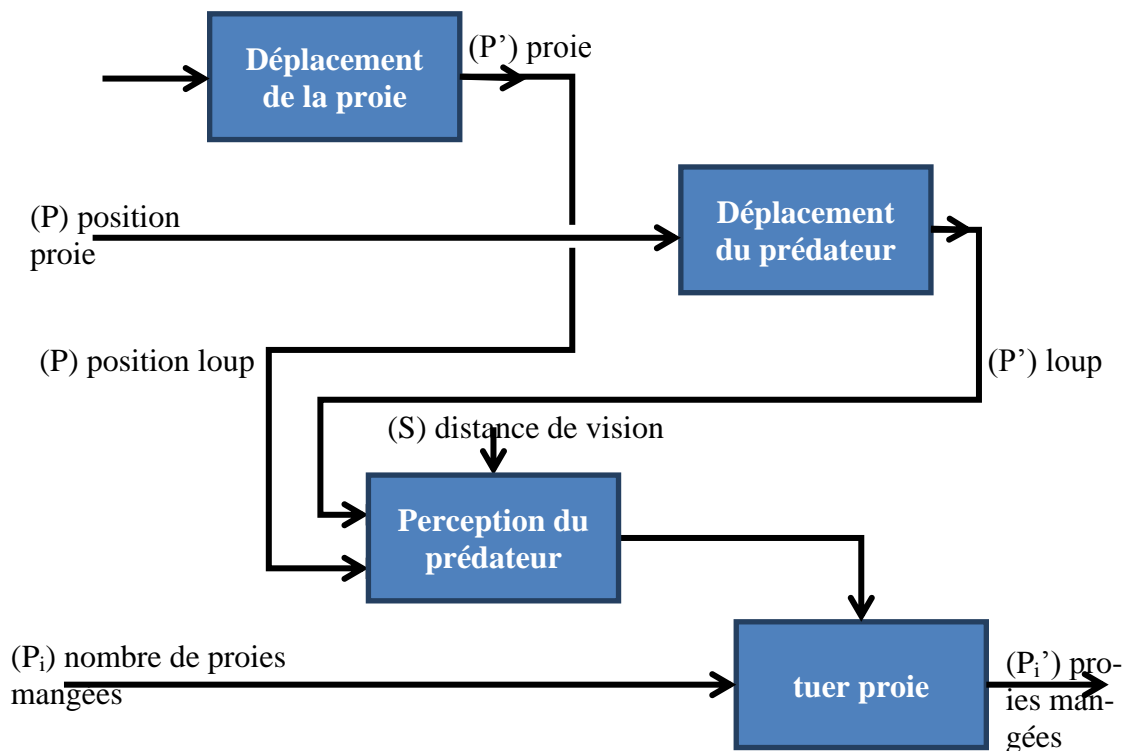 (P’) proie
Déplacement
de la proie
(P) position
proie
Déplacement
du prédateur
(P) position loup
(P’) loup
(S) distance de vision
Perception du
prédateur
(Pi) nombre de proies
mangées
tuer proie
(Pi’) pro-
ies man-
gées